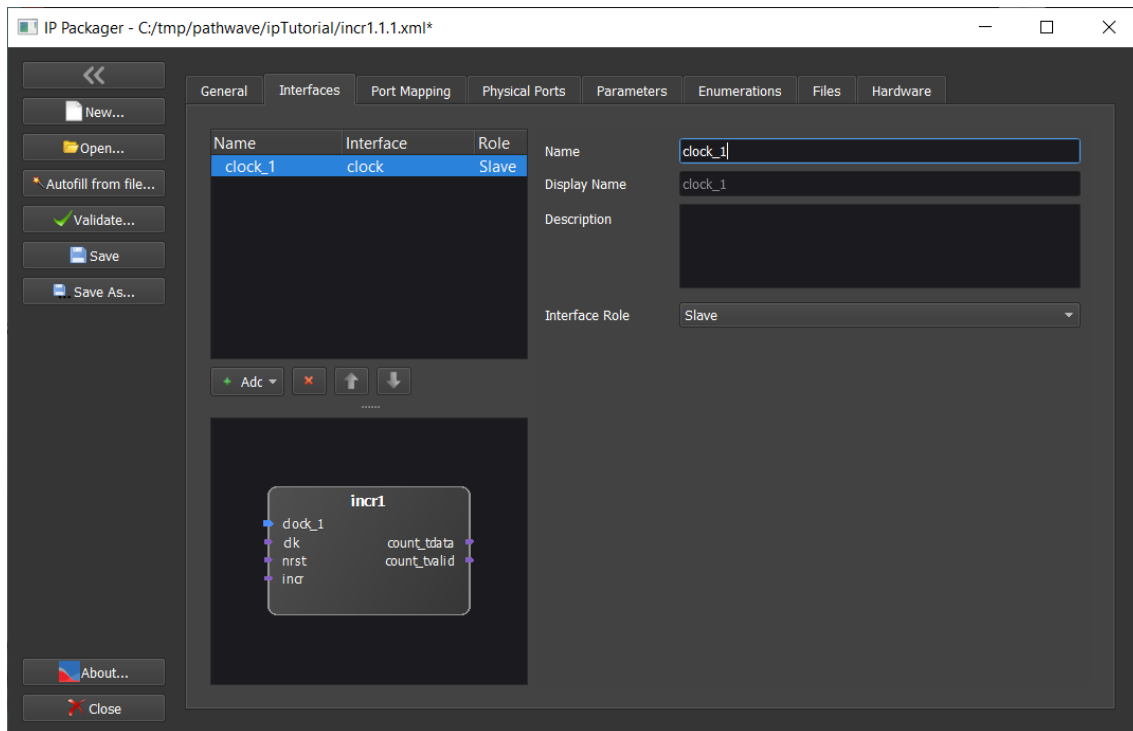 IP Packager - C:/tmp/pathwave/ipTutorial/incr1.1.1.xml*
New...
Open...
Autofill from file...
Validate...
Save
Save As...
About...
Close
General Interfaces Port Mapping Physical Ports Parameters Enumerations Files Hardware
Name Interface Role
clock_1 clock Slave
Adc
incr1
clock_1
clk count_tdata
nrst count_tvalid
incr
Name clock_1
Display Name clock_1
Description
Interface Role Slave